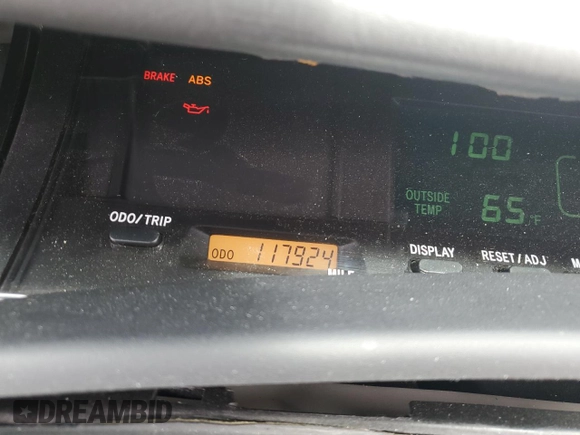 BRAKE ABS
100
OUTSIDE TEMP 65°F
ODO/TRIP
ODO 117924
DISPLAY RESET/ADJ
DREAMBID